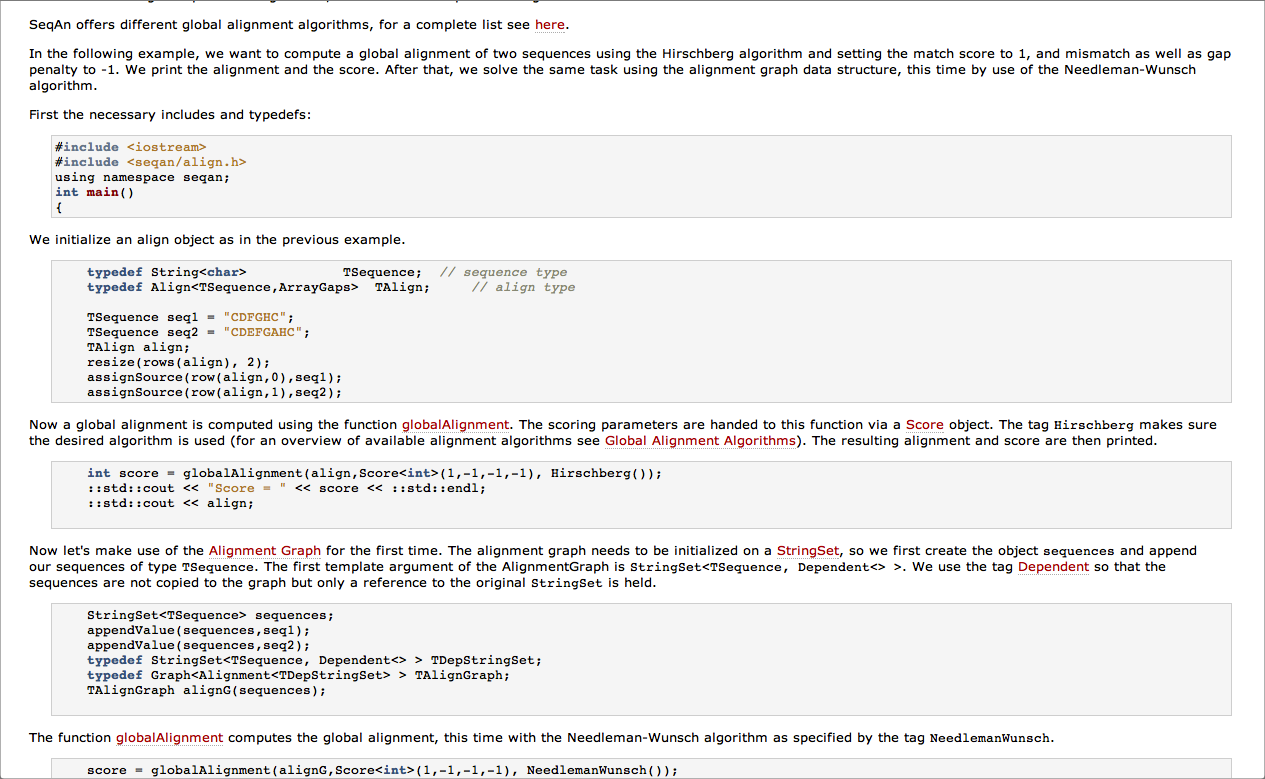 SeqAn offers different global alignment algorithms, for a complete list see here.
In the following example, we want to compute a global alignment of two sequences using the Hirschberg algorithm and setting the match score to 1, and mismatch as well as gap
penalty to -1. We print the alignment and the score. After that, we solve the same task using the alignment graph data structure, this time by use of the Needleman-Wunsch
algorithm.
First the necessary includes and typedefs:
#include <iostream>
#include <seqan/align.h>
using namespace seqan;
int main()
{
We initialize an align object as in the previous example.
typedef String<char>            TSequence;  // sequence type
typedef Align<TSequence,ArrayGaps>  TAlign;     // align type
TSequence seq1 = "CDFGHC";
TSequence seq2 = "CDEFGAHC";
TAlign align;
resize(rows(align), 2);
assignSource(row(align,0),seq1);
assignSource(row(align,1),seq2);
Now a global alignment is computed using the function globalAlignment. The scoring parameters are handed to this function via a Score object. The tag Hirschberg makes sure
the desired algorithm is used (for an overview of available alignment algorithms see Global Alignment Algorithms). The resulting alignment and score are then printed.
int score = globalAlignment(align,Score<int>(1,-1,-1,-1), Hirschberg());
::std::cout << "Score = " << score << ::std::endl;
::std::cout << align;
Now let's make use of the Alignment Graph for the first time. The alignment graph needs to be initialized on a StringSet, so we first create the object sequences and append
our sequences of type TSequence. The first template argument of the AlignmentGraph is StringSet<TSequence, Dependent<> >. We use the tag Dependent so that the
sequences are not copied to the graph but only a reference to the original StringSet is held.
StringSet<TSequence> sequences;
appendValue(sequences,seq1);
appendValue(sequences,seq2);
typedef StringSet<TSequence, Dependent<> > TDepStringSet;
typedef Graph<Alignment<TDepStringSet> > TAlignGraph;
TAlignGraph alignG(sequences);
The function globalAlignment computes the global alignment, this time with the Needleman-Wunsch algorithm as specified by the tag NeedlemanWunsch.
score = globalAlignment(alignG,Score<int>(1,-1,-1,-1), NeedlemanWunsch());